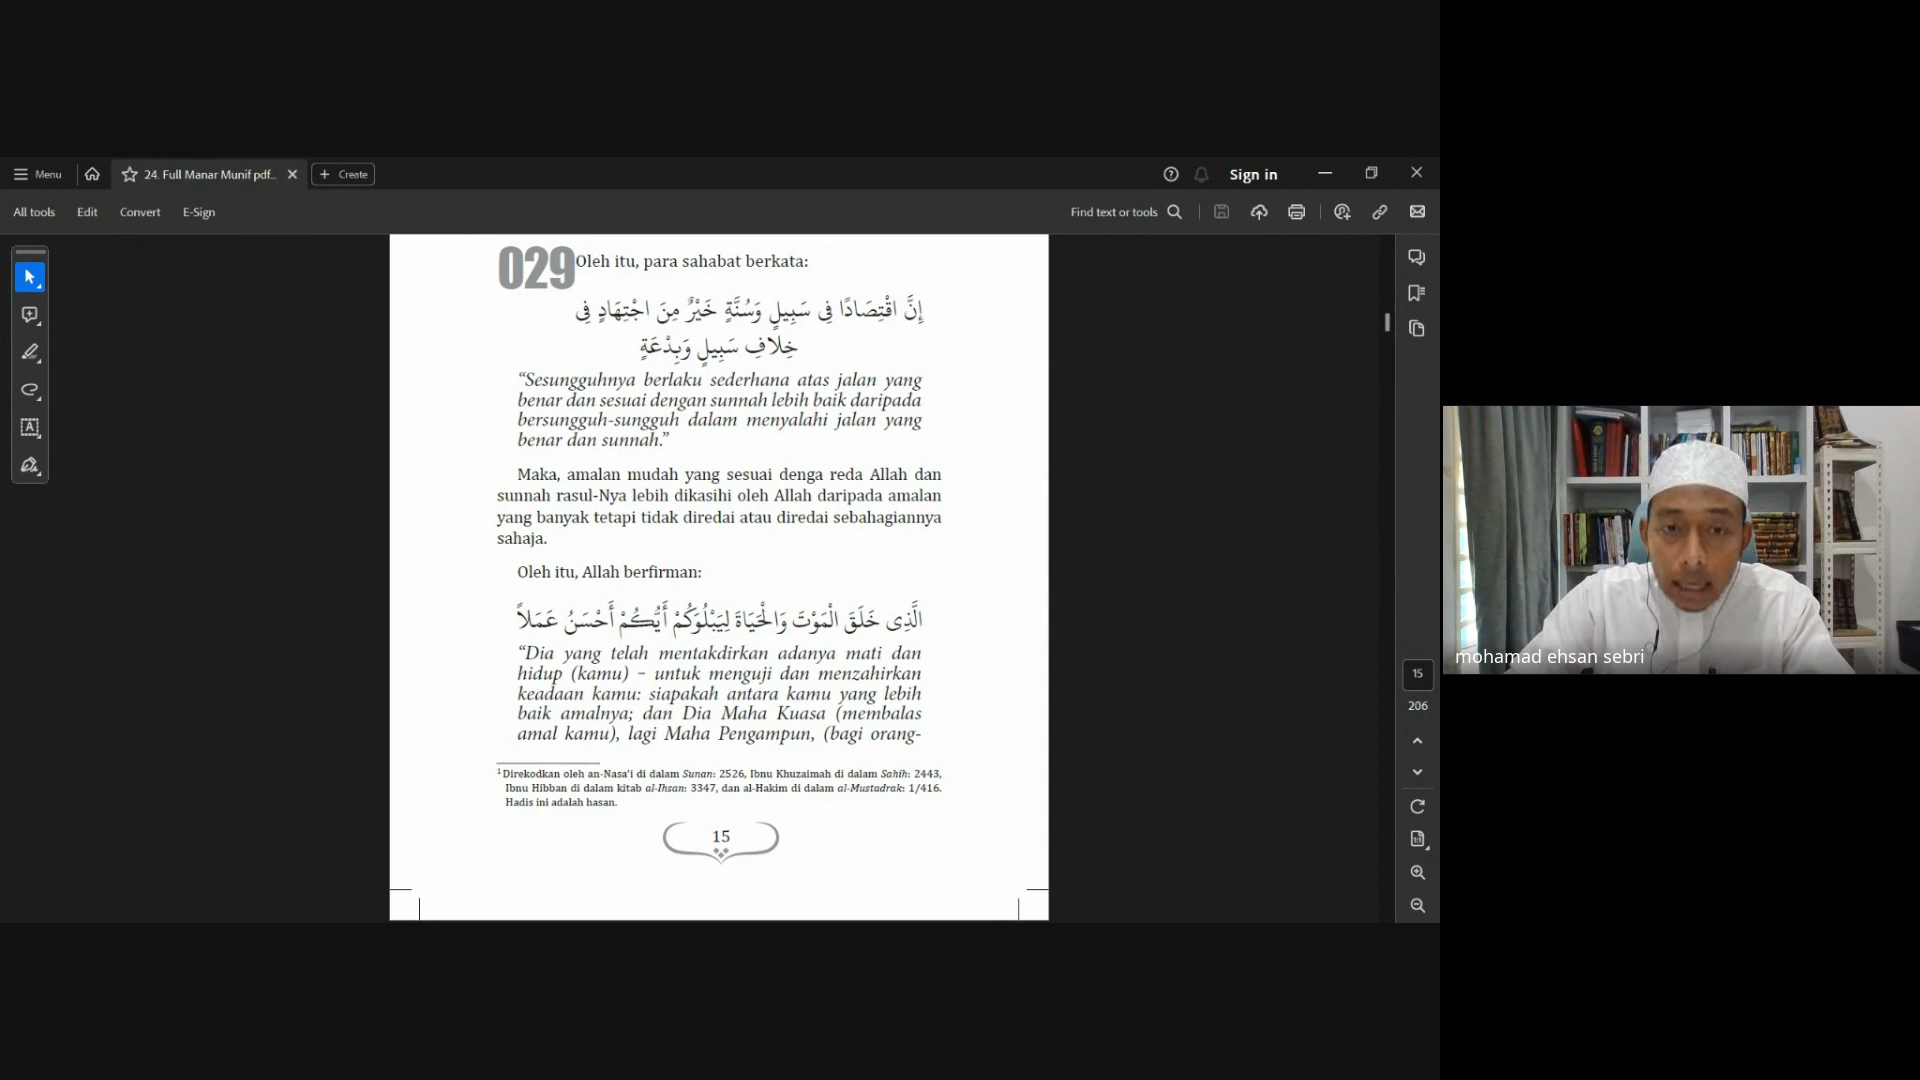 Menu
24. Full Manar Munif pdf...
Create
Sign in
All tools
Edit
Convert
E-Sign
Find text or tools
029 Oleh itu, para sahabat berkata:
إِنَّ اقْتِصَادًا فِى سَبِيلٍ وَسُنَّةٍ خَيْرٌ مِنَ اجْتِهَادٍ فِى
خِلافِ سَبِيلٍ وَبِدْعَةٍ
“Sesungguhnya berlaku sederhana atas jalan yang
benar dan sesuai dengan sunnah lebih baik daripada
bersungguh-sungguh dalam menyalahi jalan yang
benar dan sunnah.”
Maka, amalan mudah yang sesuai denga reda Allah dan
sunnah rasul-Nya lebih dikasihi oleh Allah daripada amalan
yang banyak tetapi tidak diredai atau diredai sebahagiannya
sahaja.
Oleh itu, Allah berfirman:
الَّذِى خَلَقَ الْمَوْتَ وَالْحَيَاةَ لِيَبْلُوَكُمْ أَيُّكُمْ أَحْسَنُ عَمَلاً
“Dia yang telah mentakdirkan adanya mati dan
hidup (kamu) – untuk menguji dan menzahirkan
keadaan kamu: siapakah antara kamu yang lebih
baik amalnya; dan Dia Maha Kuasa (membalas
amal kamu), lagi Maha Pengampun, (bagi orang-
1 Direkodkan oleh an-Nasa’i di dalam Sunan: 2526, Ibnu Khuzaimah di dalam Sahih: 2443,
Ibnu Hibban di dalam kitab al-Ihsan: 3347, dan al-Hakim di dalam al-Mustadrak: 1/416.
Hadis ini adalah hasan.
15
15
206
mohamad ehsan sebri